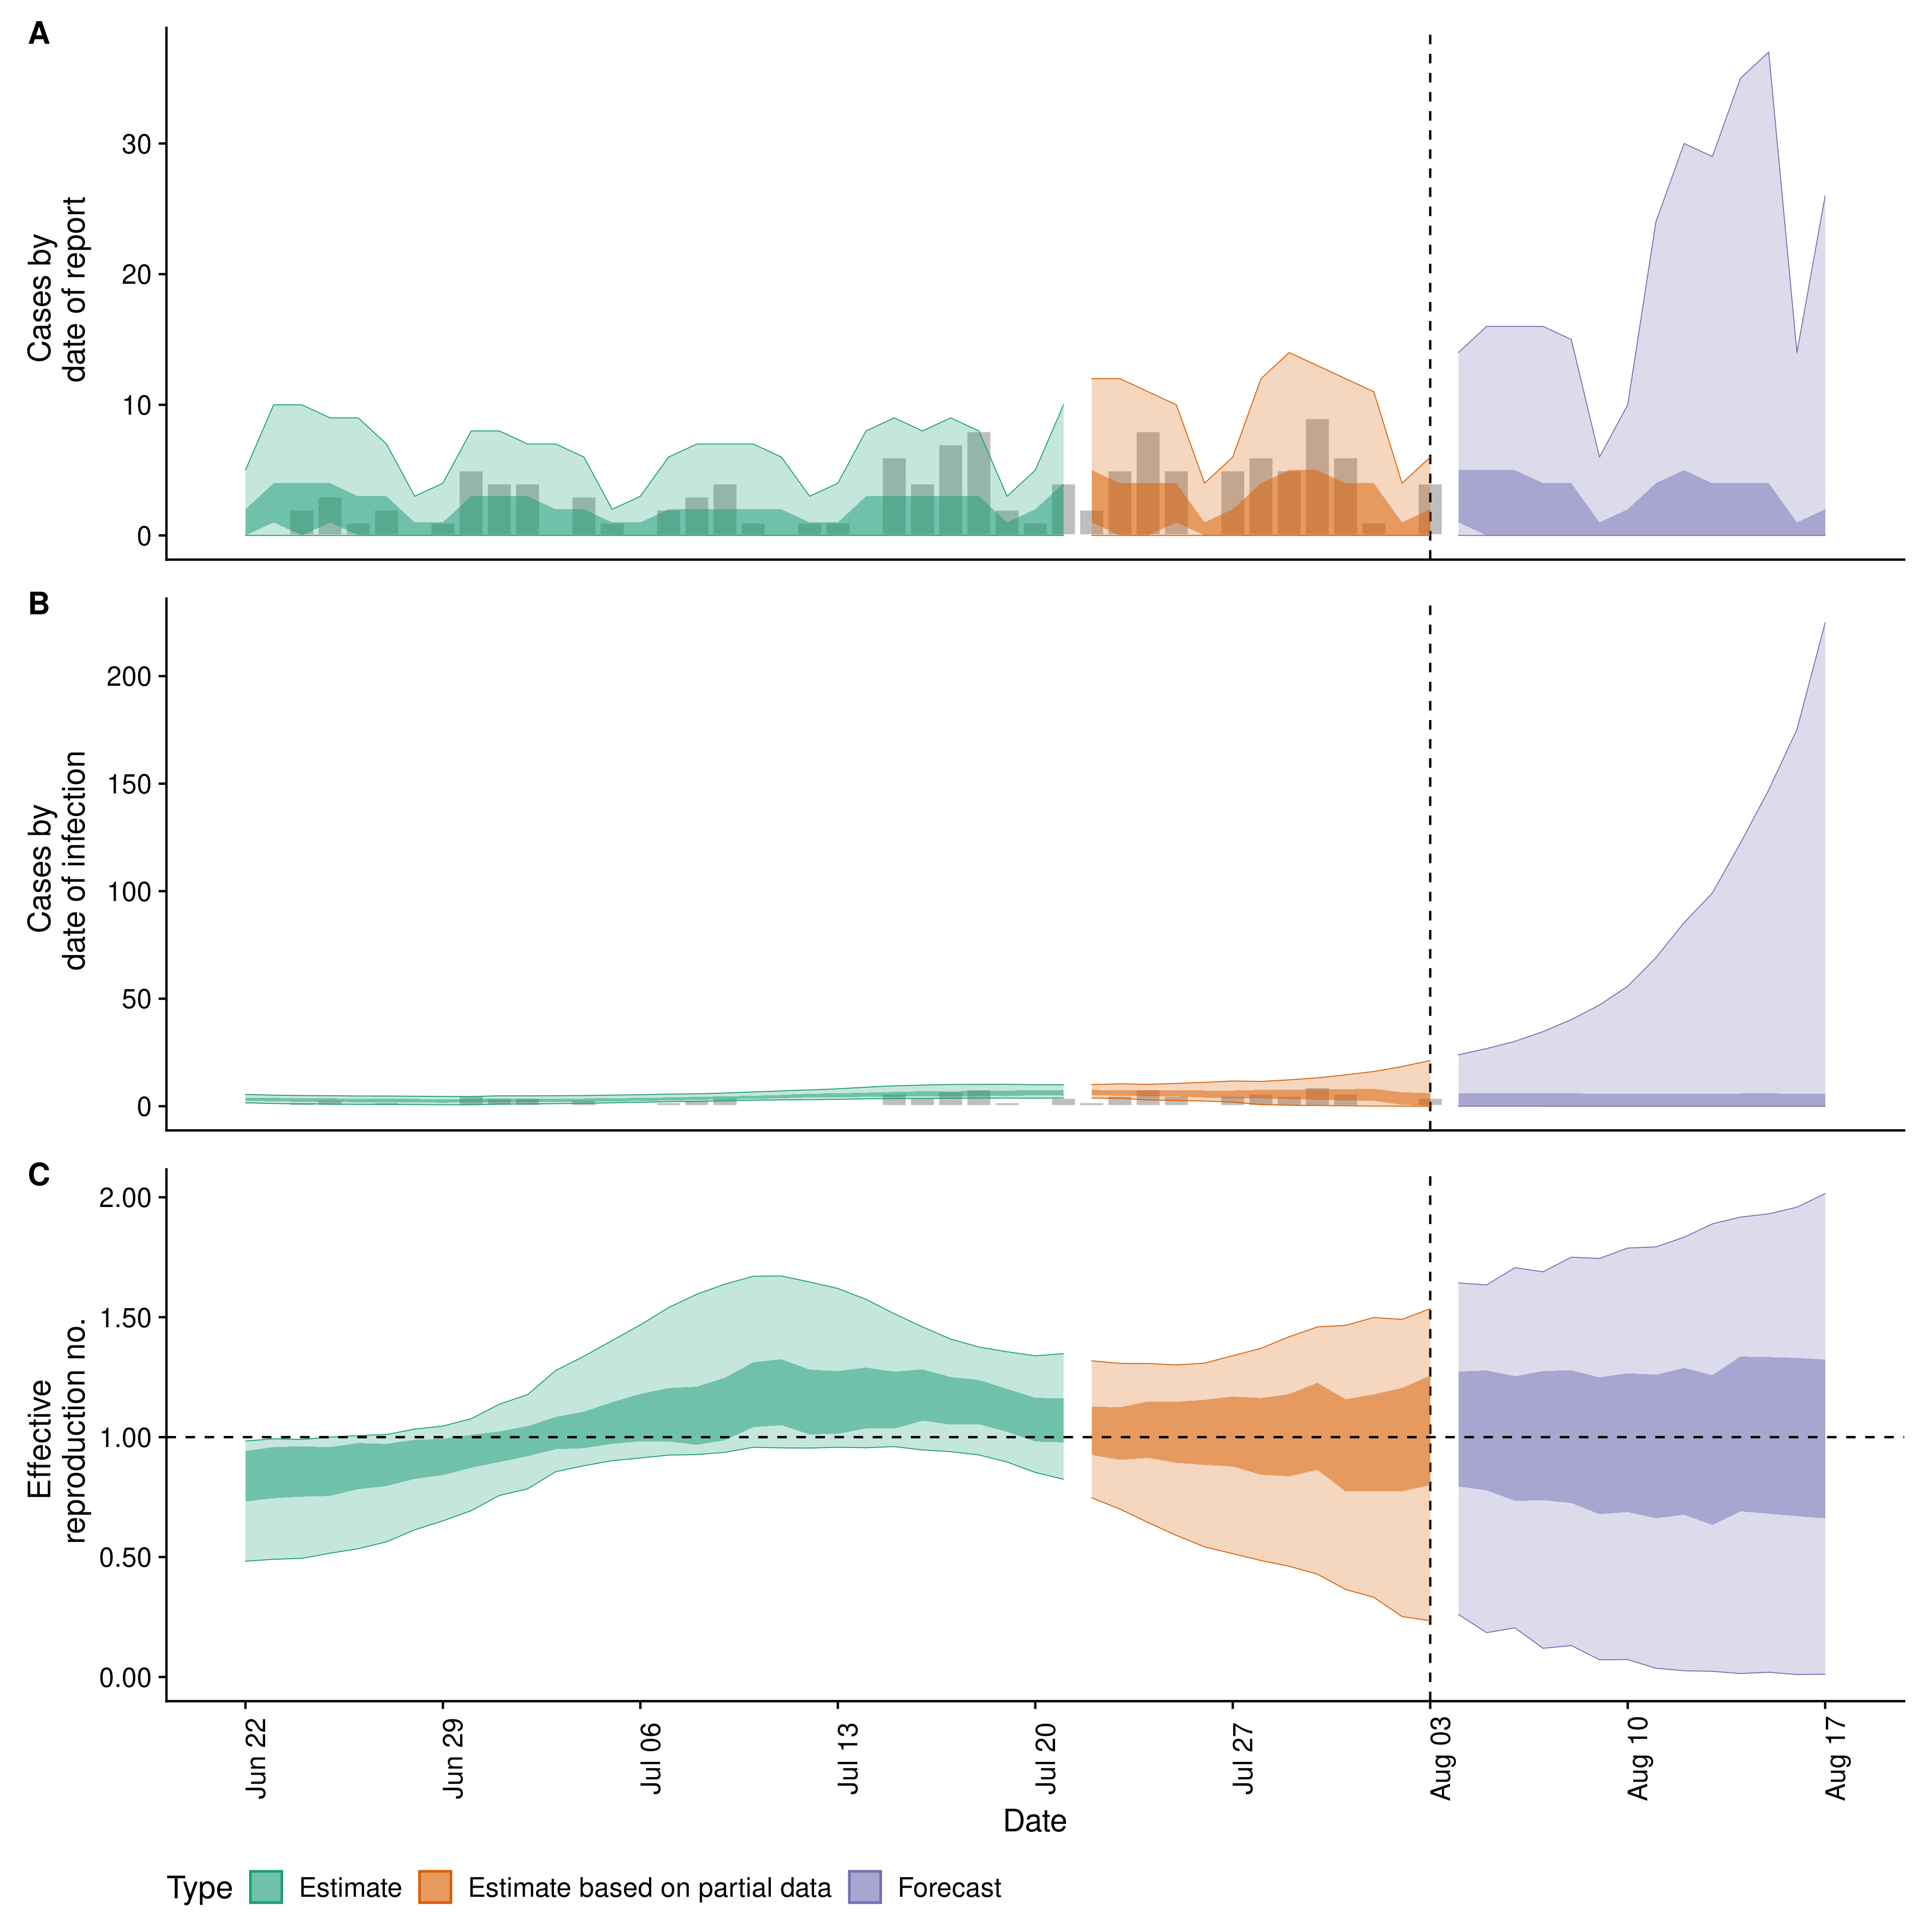 A
Cases by
date of report
30
20
10
0
B
Cases by
date of infection
200
150
100
50
0
C
Effective
reproduction no.
2.00
1.50
1.00
0.50
0.00
Jun 22
Jun 29
Jul 06
Jul 13
Jul 20
Jul 27
Aug 03
Aug 10
Aug 17
Date
Type Estimate Estimate based on partial data Forecast